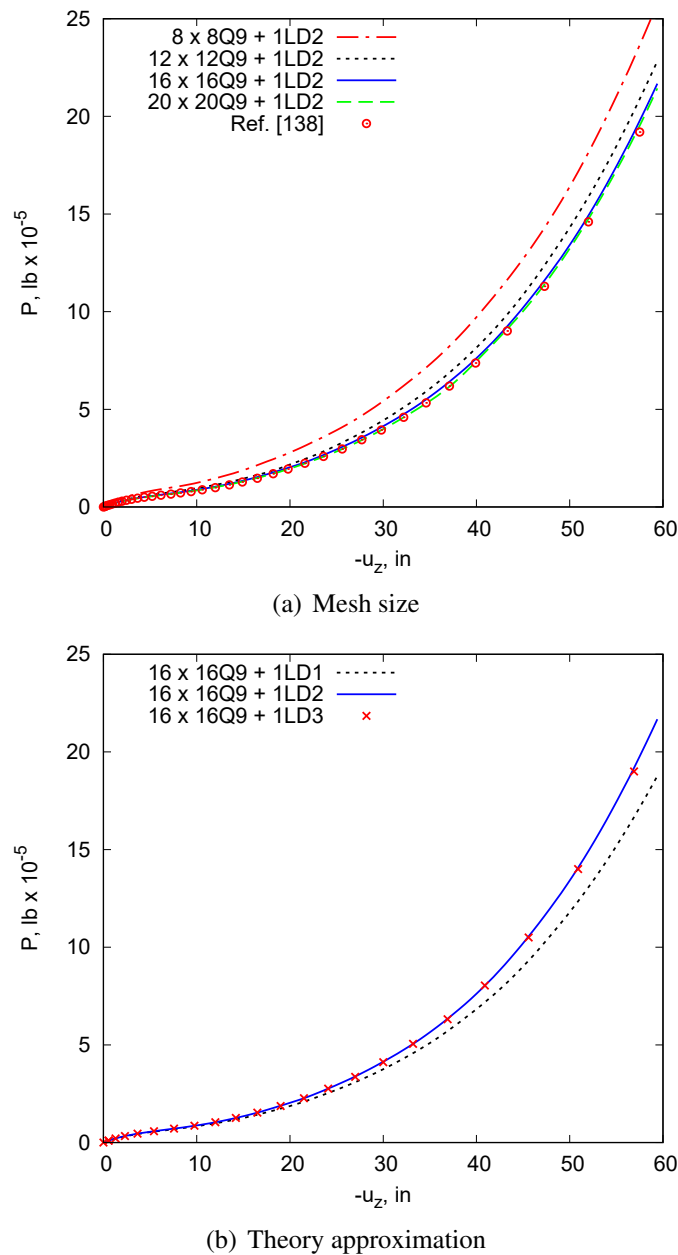 25
20
15
10
5
0
0 10 20 30 40 50 60
P, lb x 10-5
-uz, in
8 x 8Q9 + 1LD2
12 x 12Q9 + 1LD2
16 x 16Q9 + 1LD2
20 x 20Q9 + 1LD2
Ref. [138]
(a) Mesh size
25
20
15
10
5
0
0 10 20 30 40 50 60
P, lb x 10-5
-uz, in
16 x 16Q9 + 1LD1
16 x 16Q9 + 1LD2
16 x 16Q9 + 1LD3
(b) Theory approximation